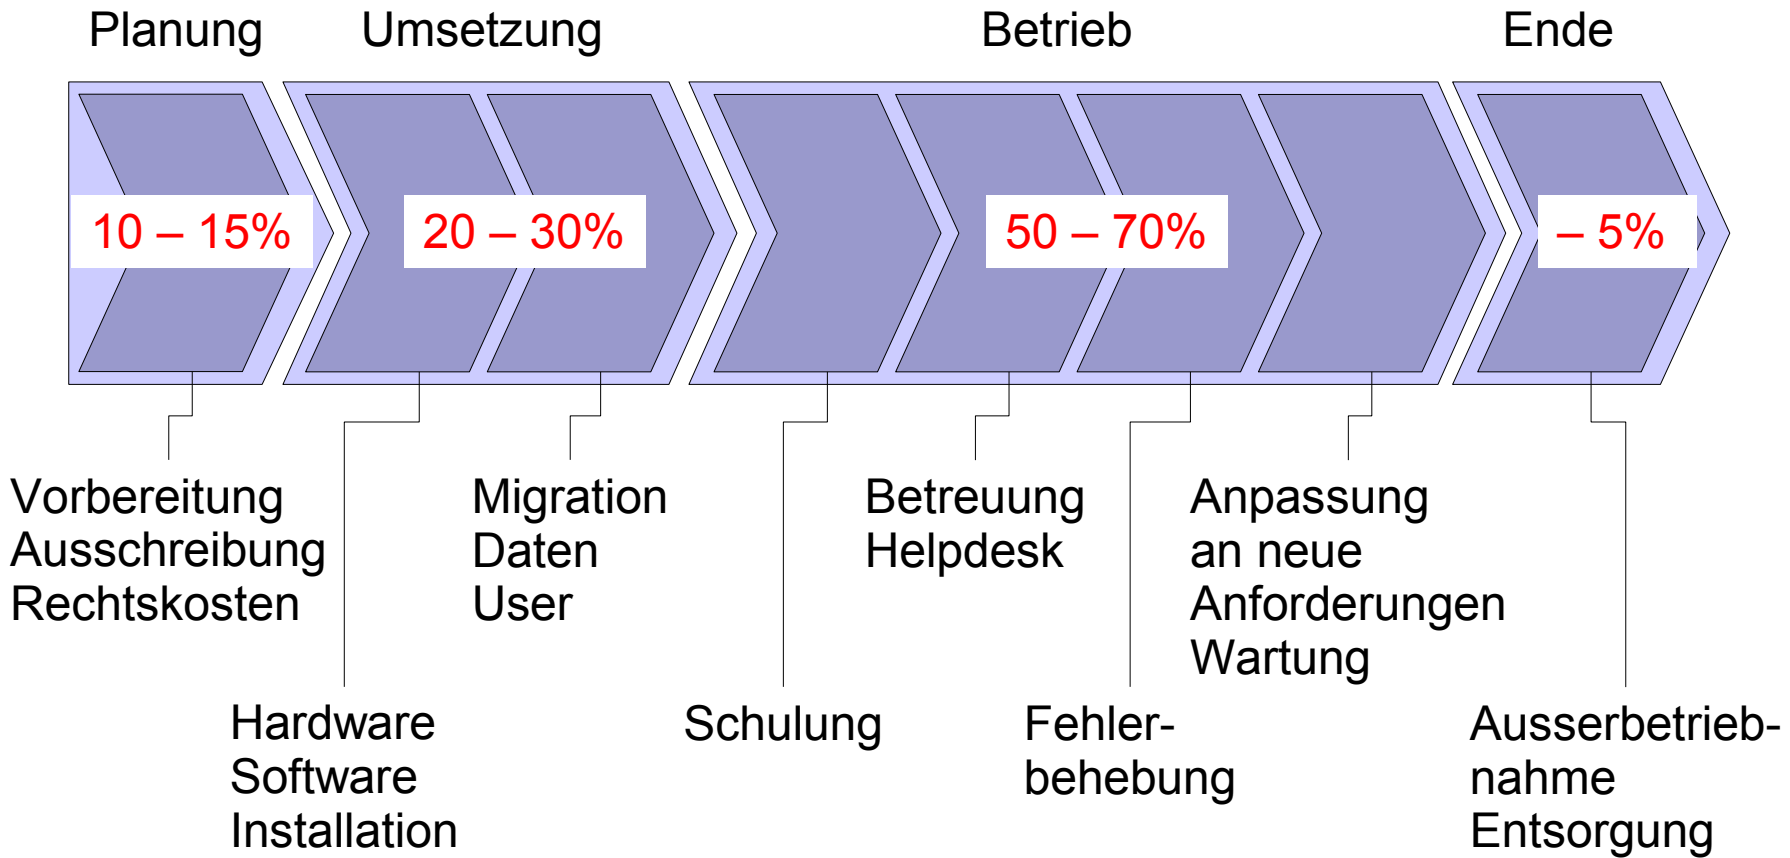 Planung
Umsetzung
Betrieb
Ende
10 – 15%
20 – 30%
50 – 70%
– 5%
Vorbereitung
Ausschreibung
Rechtskosten
Migration
Daten
User
Betreuung
Helpdesk
Anpassung
an neue
Anforderungen
Wartung
Hardware
Software
Installation
Schulung
Fehler-
behebung
Ausserbetrieb-
nahme
Entsorgung